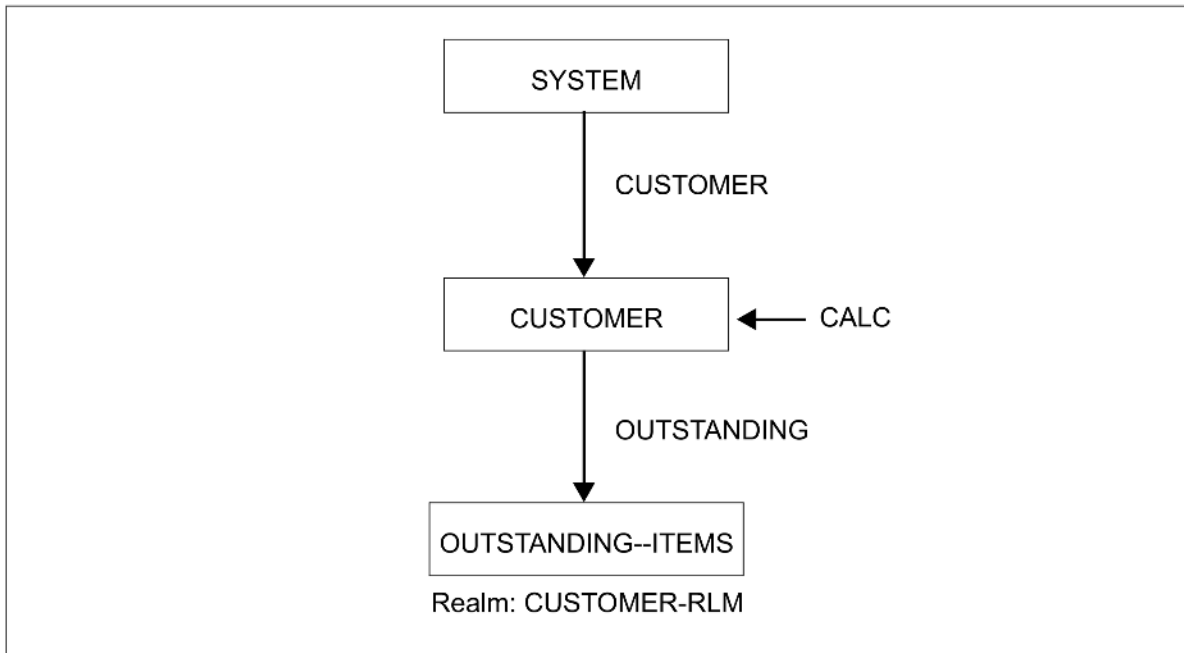 SYSTEM
CUSTOMER
CUSTOMER
CALC
OUTSTANDING
OUTSTANDING--ITEMS
Realm: CUSTOMER-RLM